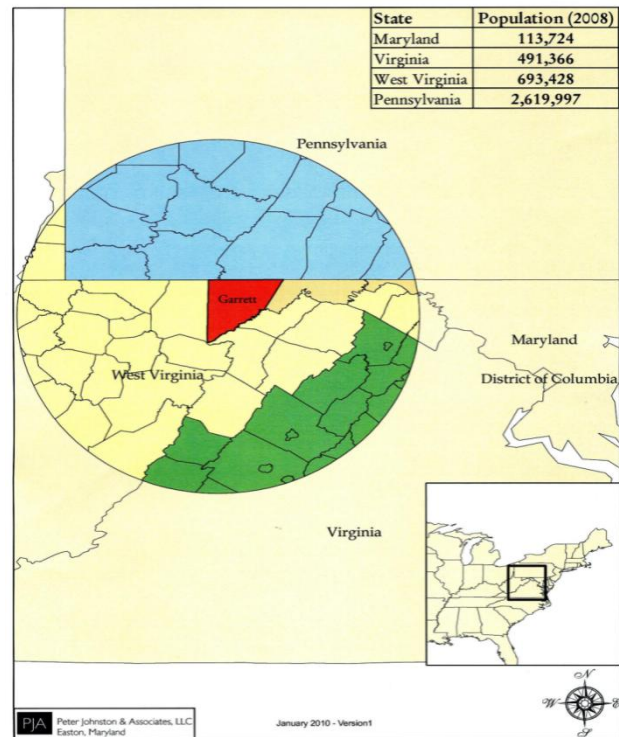 State Population (2008)
Maryland 113,724
Virginia 491,366
West Virginia 693,428
Pennsylvania 2,619,997
Pennsylvania
Garrett
Maryland
West Virginia
District of Columbia
Virginia
N
W E
S
PJA Peter Johnston & Associates, LLC
Easton, Maryland
January 2010 - Version1